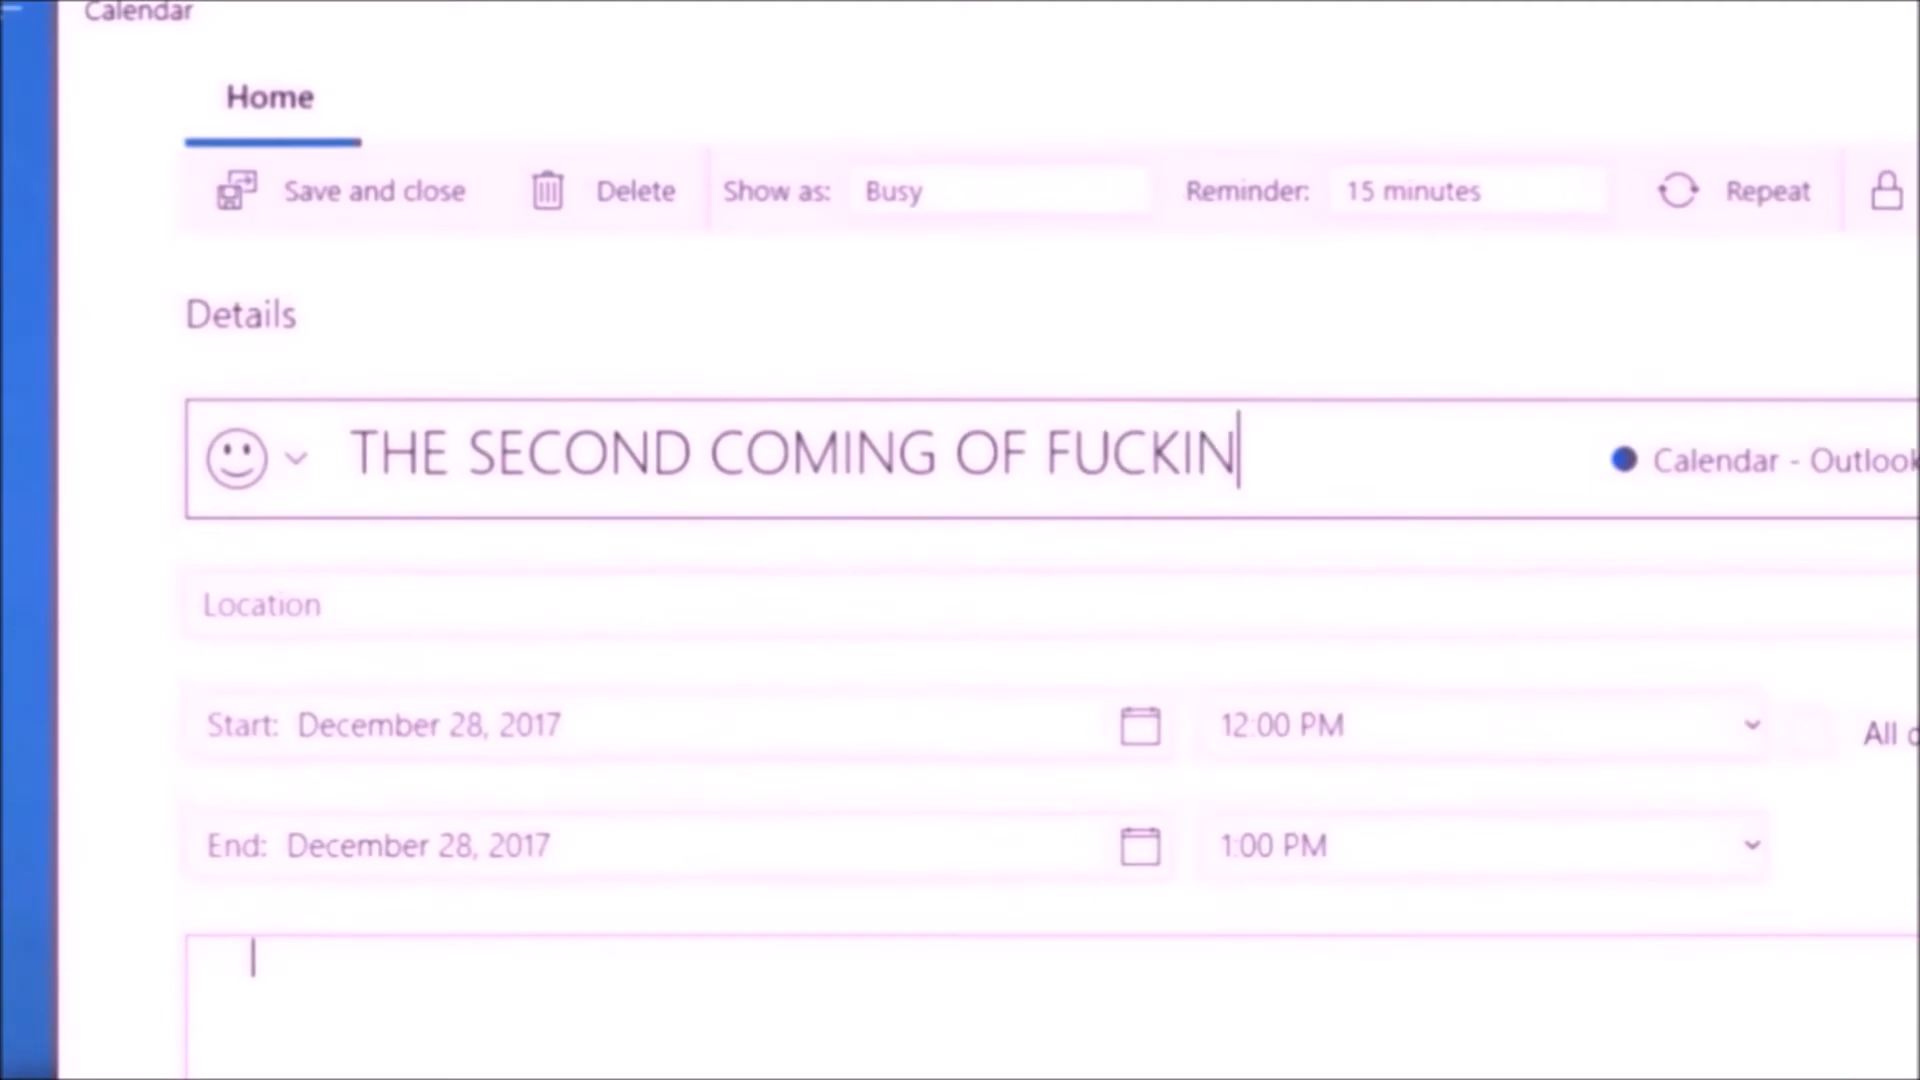 Calendar
Home
Save and close Delete Show as: Busy Reminder: 15 minutes Repeat
Details
THE SECOND COMING OF FUCKIN Calendar - Outlook
Location
Start: December 28, 2017 12:00 PM All
End: December 28, 2017 1:00 PM